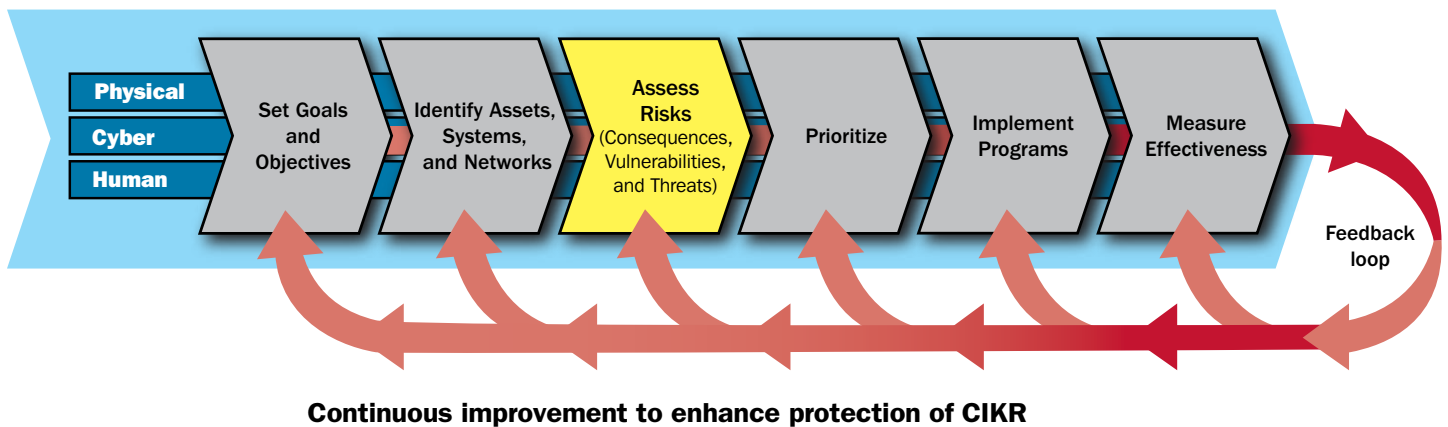 Physical
Cyber
Human
Set Goals
and
Objectives
Identify Assets,
Systems,
and Networks
Assess
Risks
(Consequences,
Vulnerabilities,
and Threats)
Prioritize
Implement
Programs
Measure
Effectiveness
Feedback
loop
Continuous improvement to enhance protection of CIKR